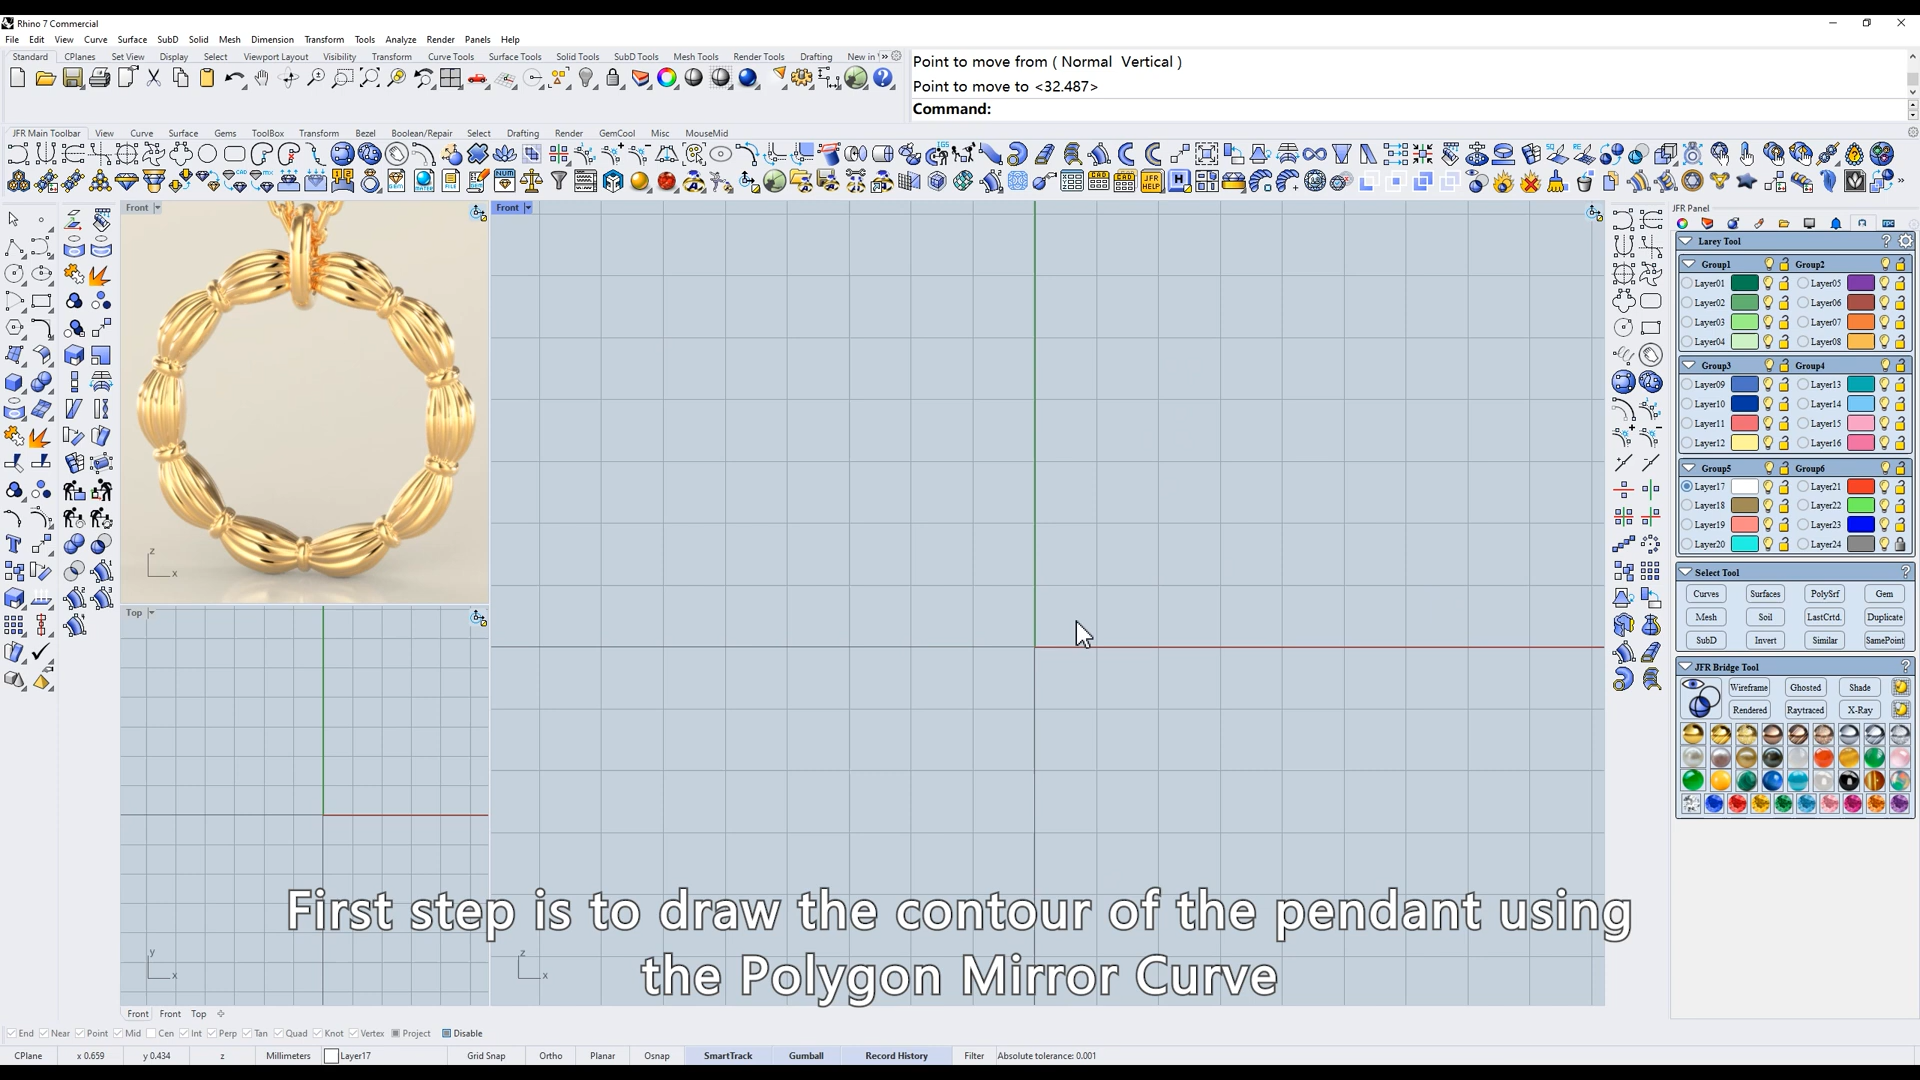 Rhino 7 Commercial
File Edit View Curve Surface SubD Solid Mesh Dimension Transform Tools Analyze Render Panels Help
Standard CPlanes Set View Display Select Viewport Layout Visibility Transform Curve Tools Surface Tools Solid Tools SubD Tools Mesh Tools Render Tools Drafting New in
Point to move from ( Normal Vertical )
Point to move to <32.487>
Command:
JFR Main Toolbar View Curve Surface Gems ToolBox Transform Bezel Boolean/Repair Select Drafting Render GemCool Misc MouseMid
Front
Front
JFR Panel
Larey Tool ?
Group1 Group2
Layer01 Layer05
Layer02 Layer06
Layer03 Layer07
Layer04 Layer08
Group3 Group4
Layer09 Layer13
Layer10 Layer14
Layer11 Layer15
Layer12 Layer16
Group5 Group6
Layer17 Layer21
Layer18 Layer22
Layer19 Layer23
Layer20 Layer24
Select Tool ?
Curves Surfaces PolySrf Gem
Mesh Soil LastCrtd. Duplicate
SubD Invert Similar SamePoint
JFR Bridge Tool ?
Wireframe Ghosted Shade
Rendered Raytraced X-Ray
z
x
Top
y
x
z
x
First step is to draw the contour of the pendant using
the Polygon Mirror Curve
Front Front Top
End Near Point Mid Cen Int Perp Tan Quad Knot Vertex Project Disable
CPlane x 0.659 y 0.434 z Millimeters Layer17 Grid Snap Ortho Planar Osnap SmartTrack Gumball Record History Filter Absolute tolerance: 0.001